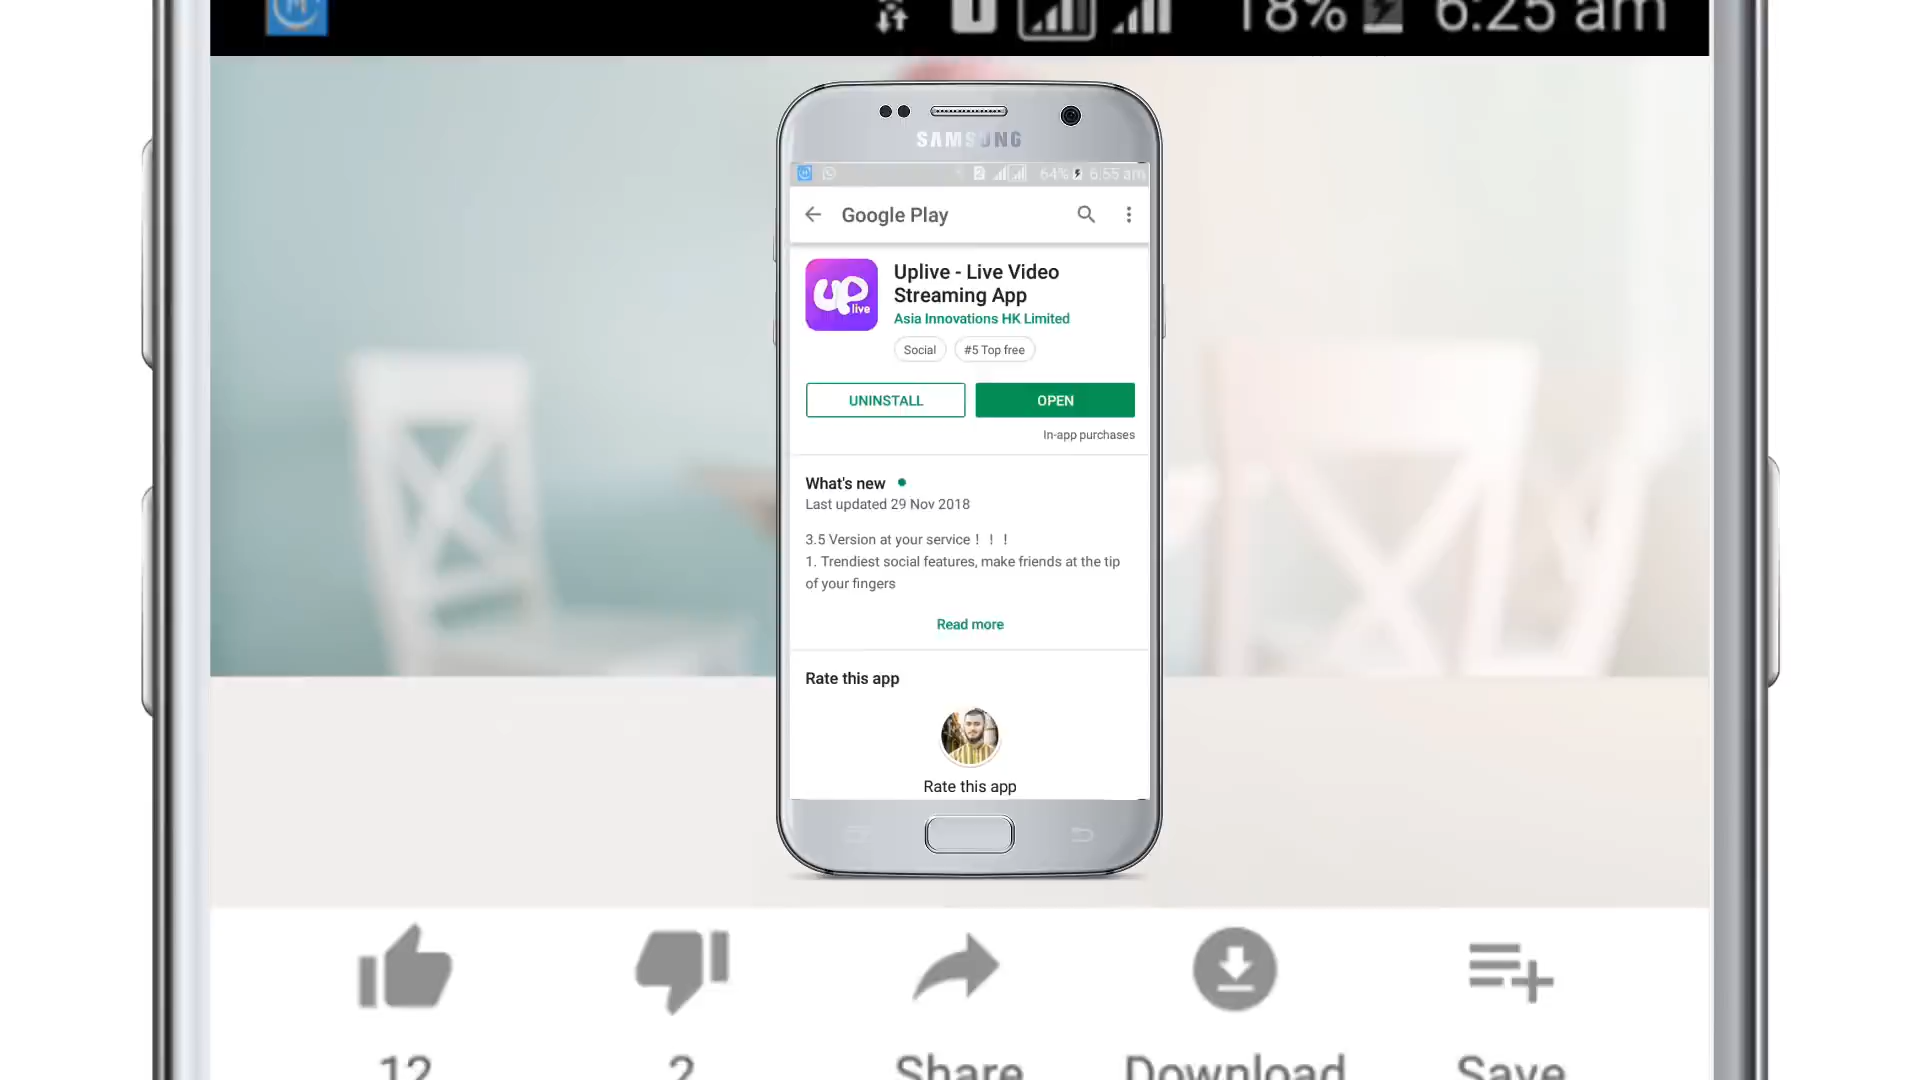 18% 6:25 am
SAMSUNG
2 64% 6:55 am
Google Play
up live
Uplive - Live Video
Streaming App
Asia Innovations HK Limited
Social #5 Top free
UNINSTALL OPEN
In-app purchases
What's new
Last updated 29 Nov 2018
3.5 Version at your service！！！
1. Trendiest social features, make friends at the tip
of your fingers
Read more
Rate this app
Rate this app
12 2 Share Download Save